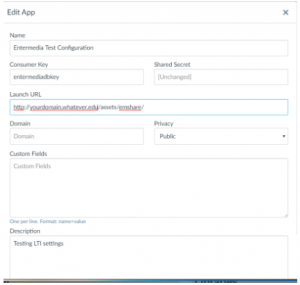 Edit App
×
Name
Entermedia Test Configuration
Consumer Key
Shared Secret
entermediadbkey
(Unchanged)
Launch URL
http://yourdomain.whatever.edu/assets/emshare/
Domain
Privacy
Domain
Public
Custom Fields
Custom Fields
One per line. Format: name=value
Description
Testing LTI settings